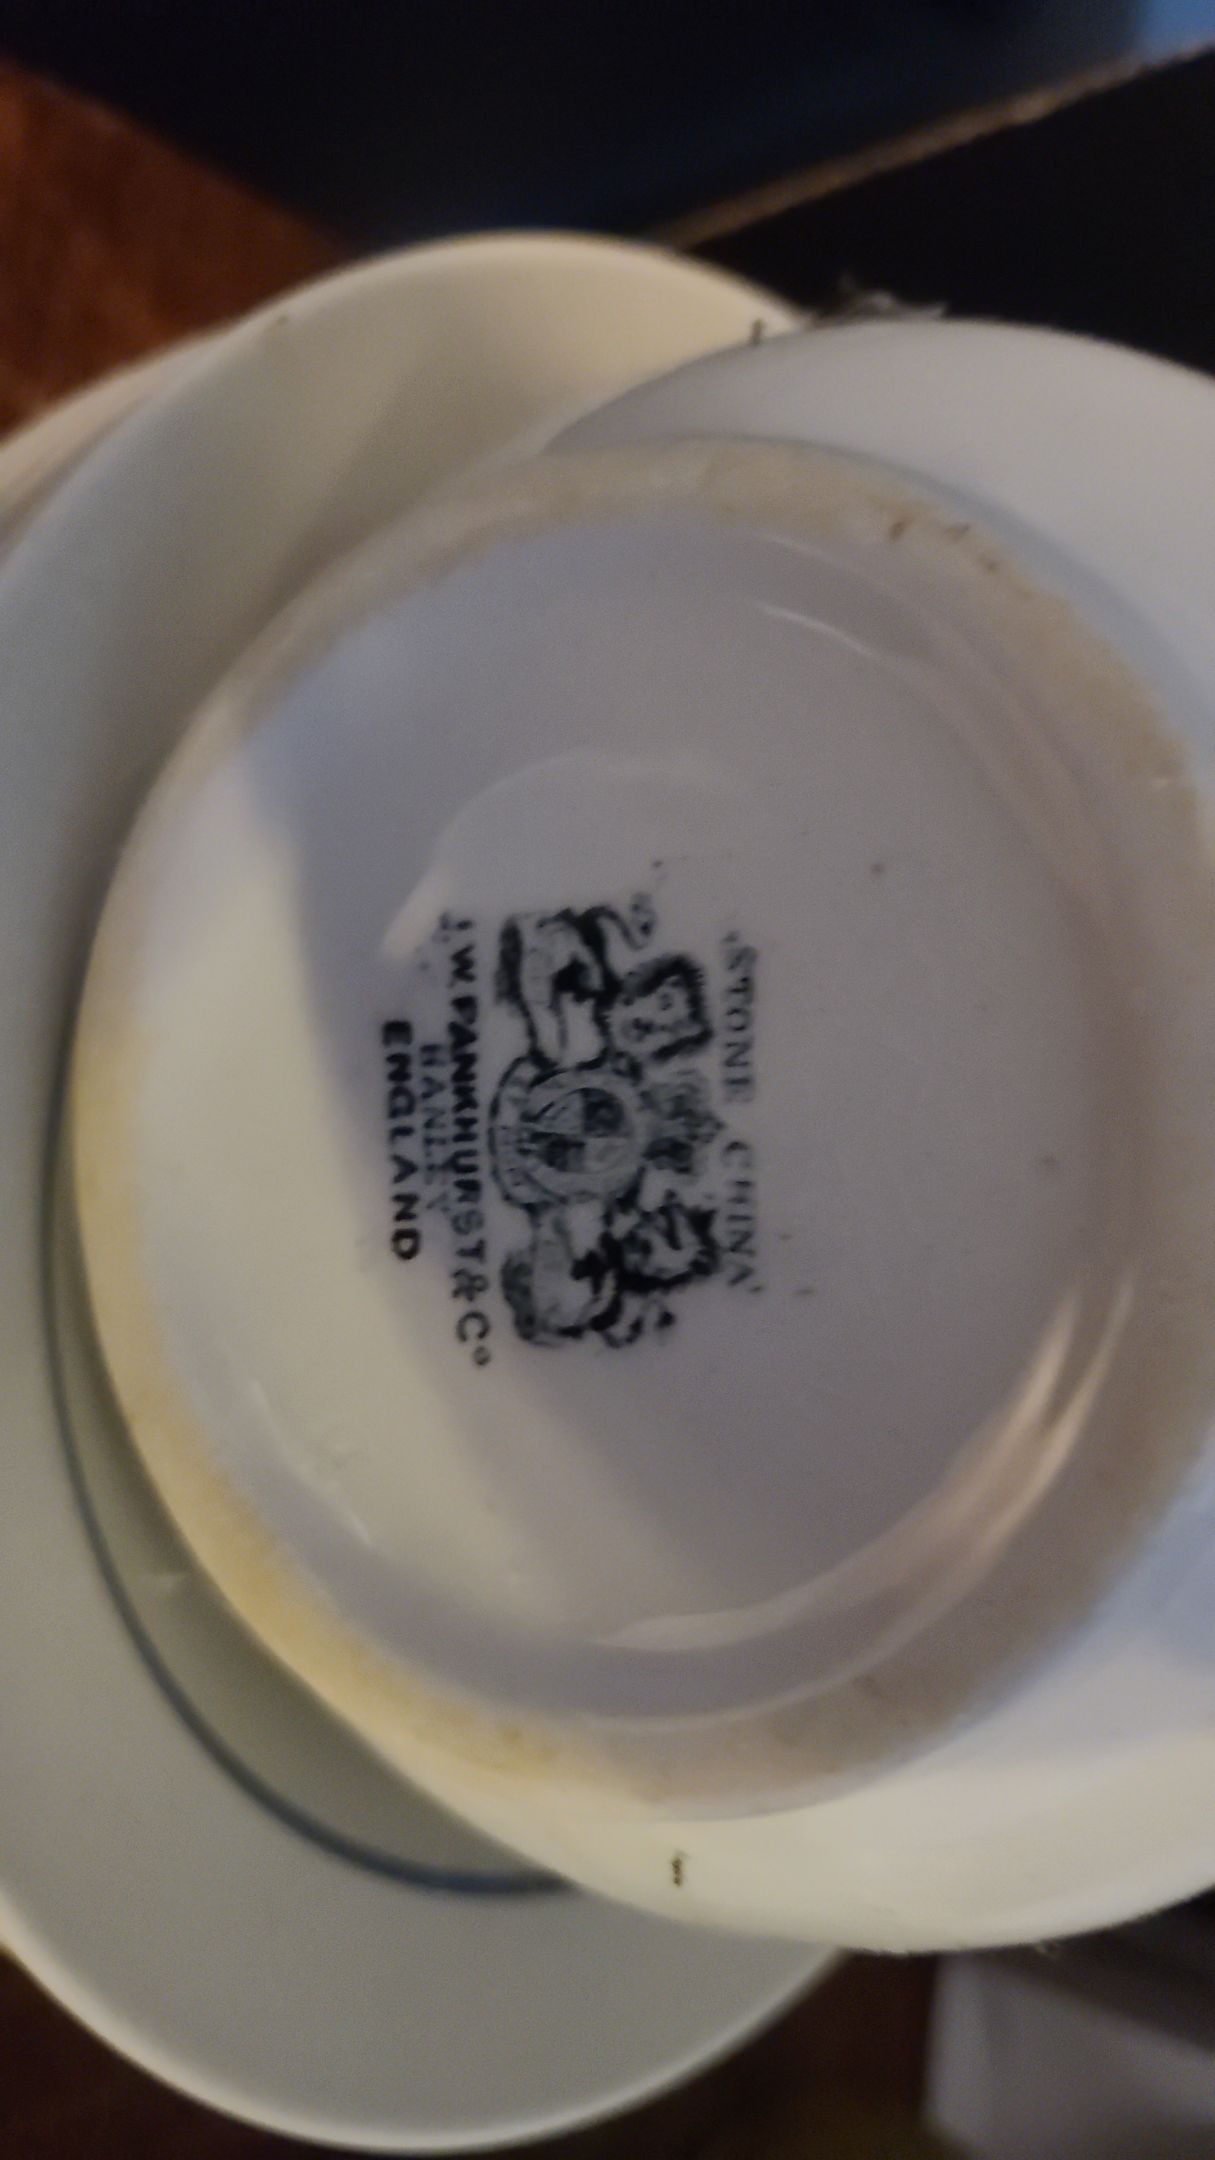 STONE CHINA
J. W. PANKHURST & Co
HANLEY
ENGLAND